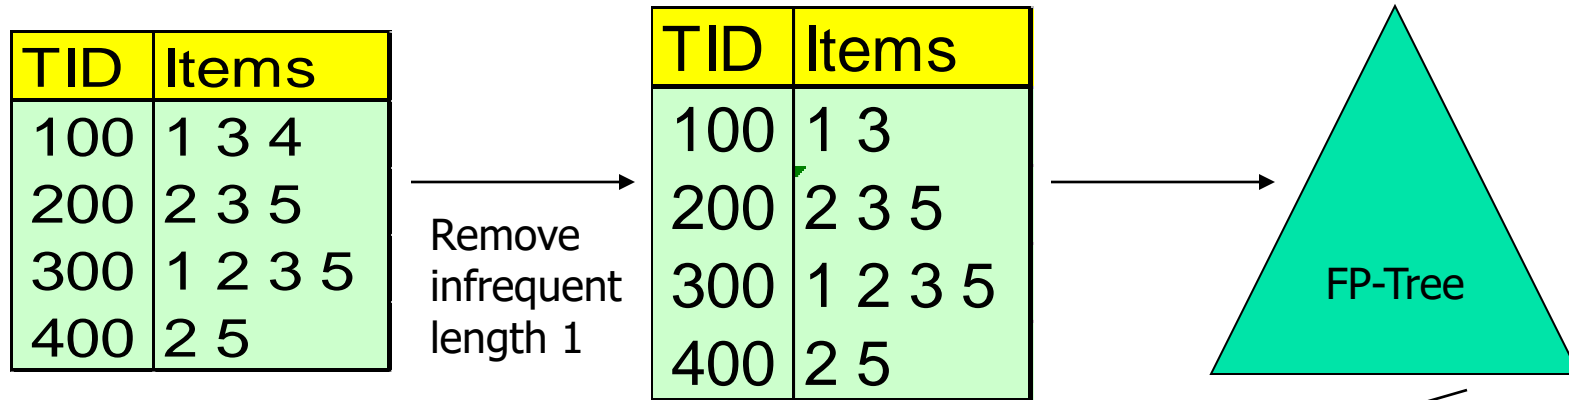 TID Items
100 1 3 4
200 2 3 5
300 1 2 3 5
400 2 5
Remove
infrequent
length 1
TID Items
100 1 3
200 2 3 5
300 1 2 3 5
400 2 5
FP-Tree